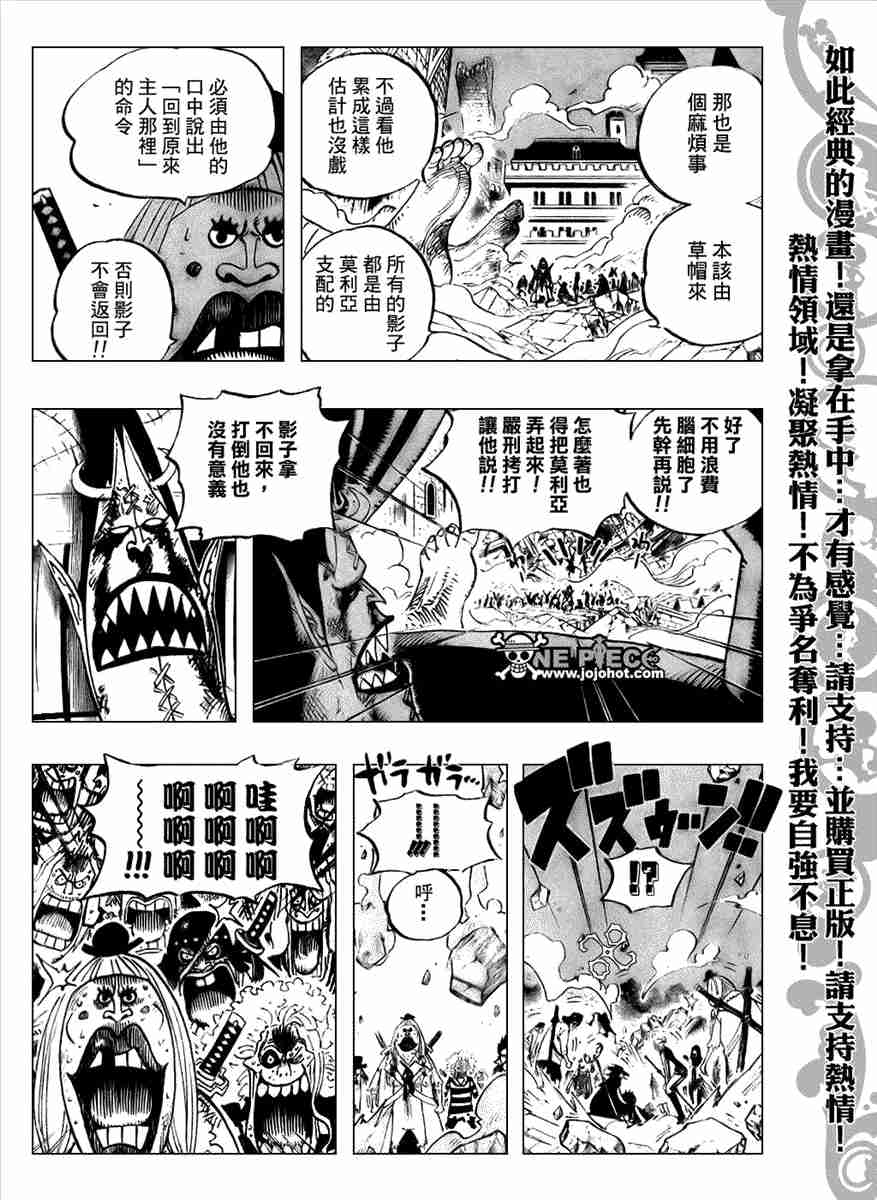 如此經典的漫畫！還是拿在手中…才有感覺…請支持…並購買正版！請支持熱情！
熱情領域！凝聚熱情！不為爭名奪利！我要自強不息！
那也是
個麻煩事
本該由
草帽來
不過看他
累成這樣
估計也沒戲
所有的影子
都是由
莫利亞
支配的
必須由他的
口中說出
「回到原來
主人那裡」
的命令
否則影子
不會返回!!
好了
不用浪費
腦細胞了
先幹再說!!
怎麼著也
得把莫利亞
弄起來！
嚴刑拷打
讓他說!!
影子拿
不回來，
打倒他也
沒有意義
ONE PIECE
www.jojohot.com
ズズゥゥン!!
!?
ガラガラ…
…………!!!
呼…
哇啊啊
啊啊啊
啊啊啊
~~~!!!